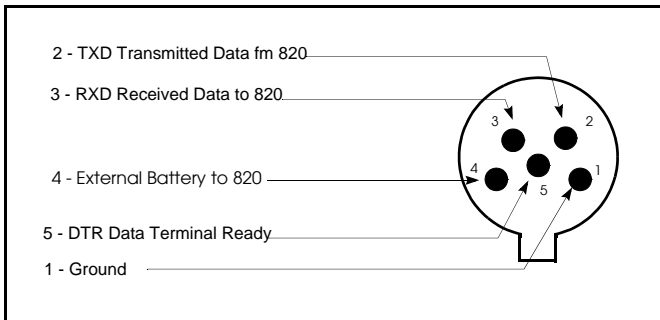 2 - TXD Transmitted Data fm 820
3 - RXD Received Data to 820
4 - External Battery to 820
5 - DTR Data Terminal Ready
1 - Ground
3
2
4
1
5